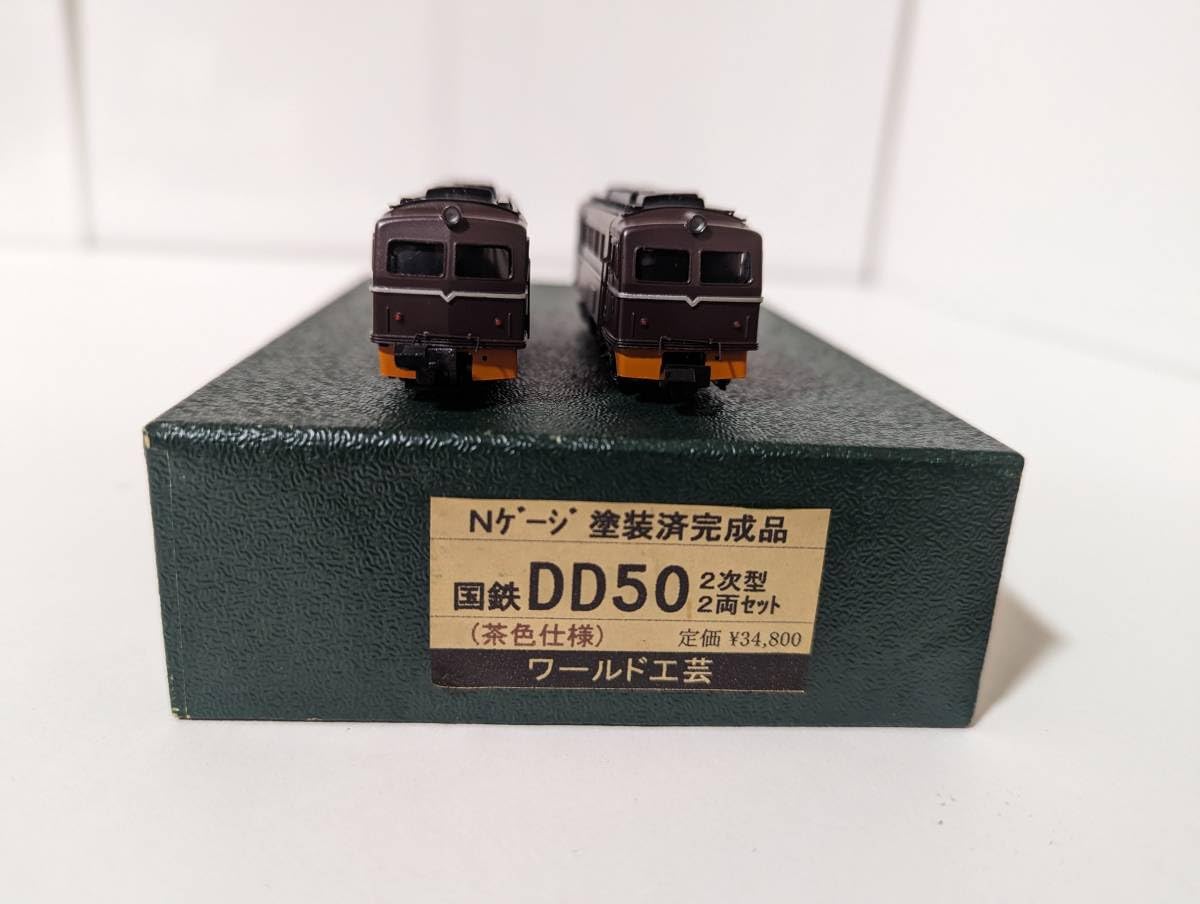 Nｹﾞｰｼﾞ 塗装済完成品
国鉄 DD50 2次型
2両ｾｯﾄ
(茶色仕様) 定価 ¥34,800
ワールド工芸